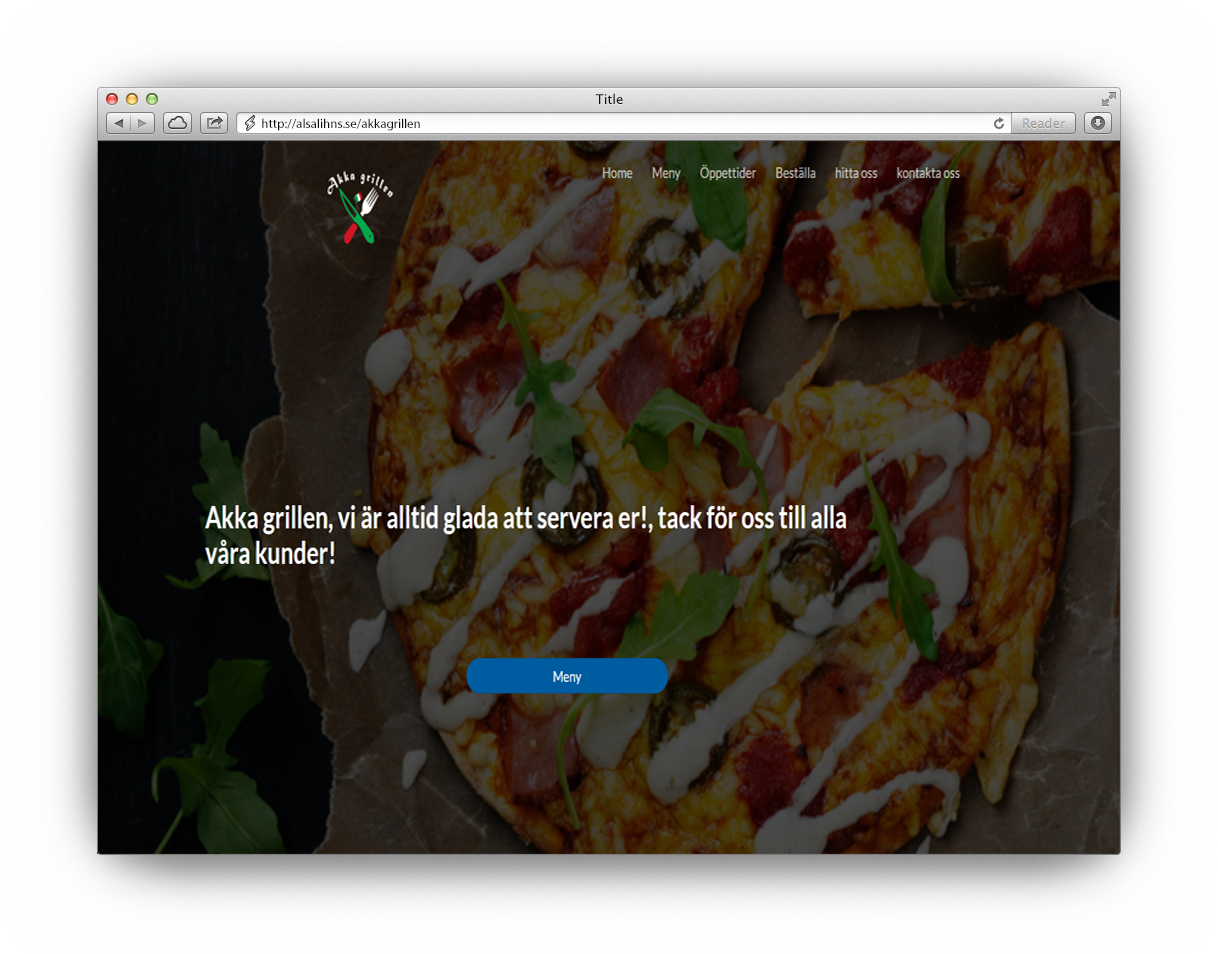 Title
http://alsalihns.se/akkagrillen
Reader
Akka grillen
Home Meny Öppettider Beställa hitta oss kontakta oss
Akka grillen, vi är alltid glada att servera er!, tack för oss till alla
våra kunder!
Meny